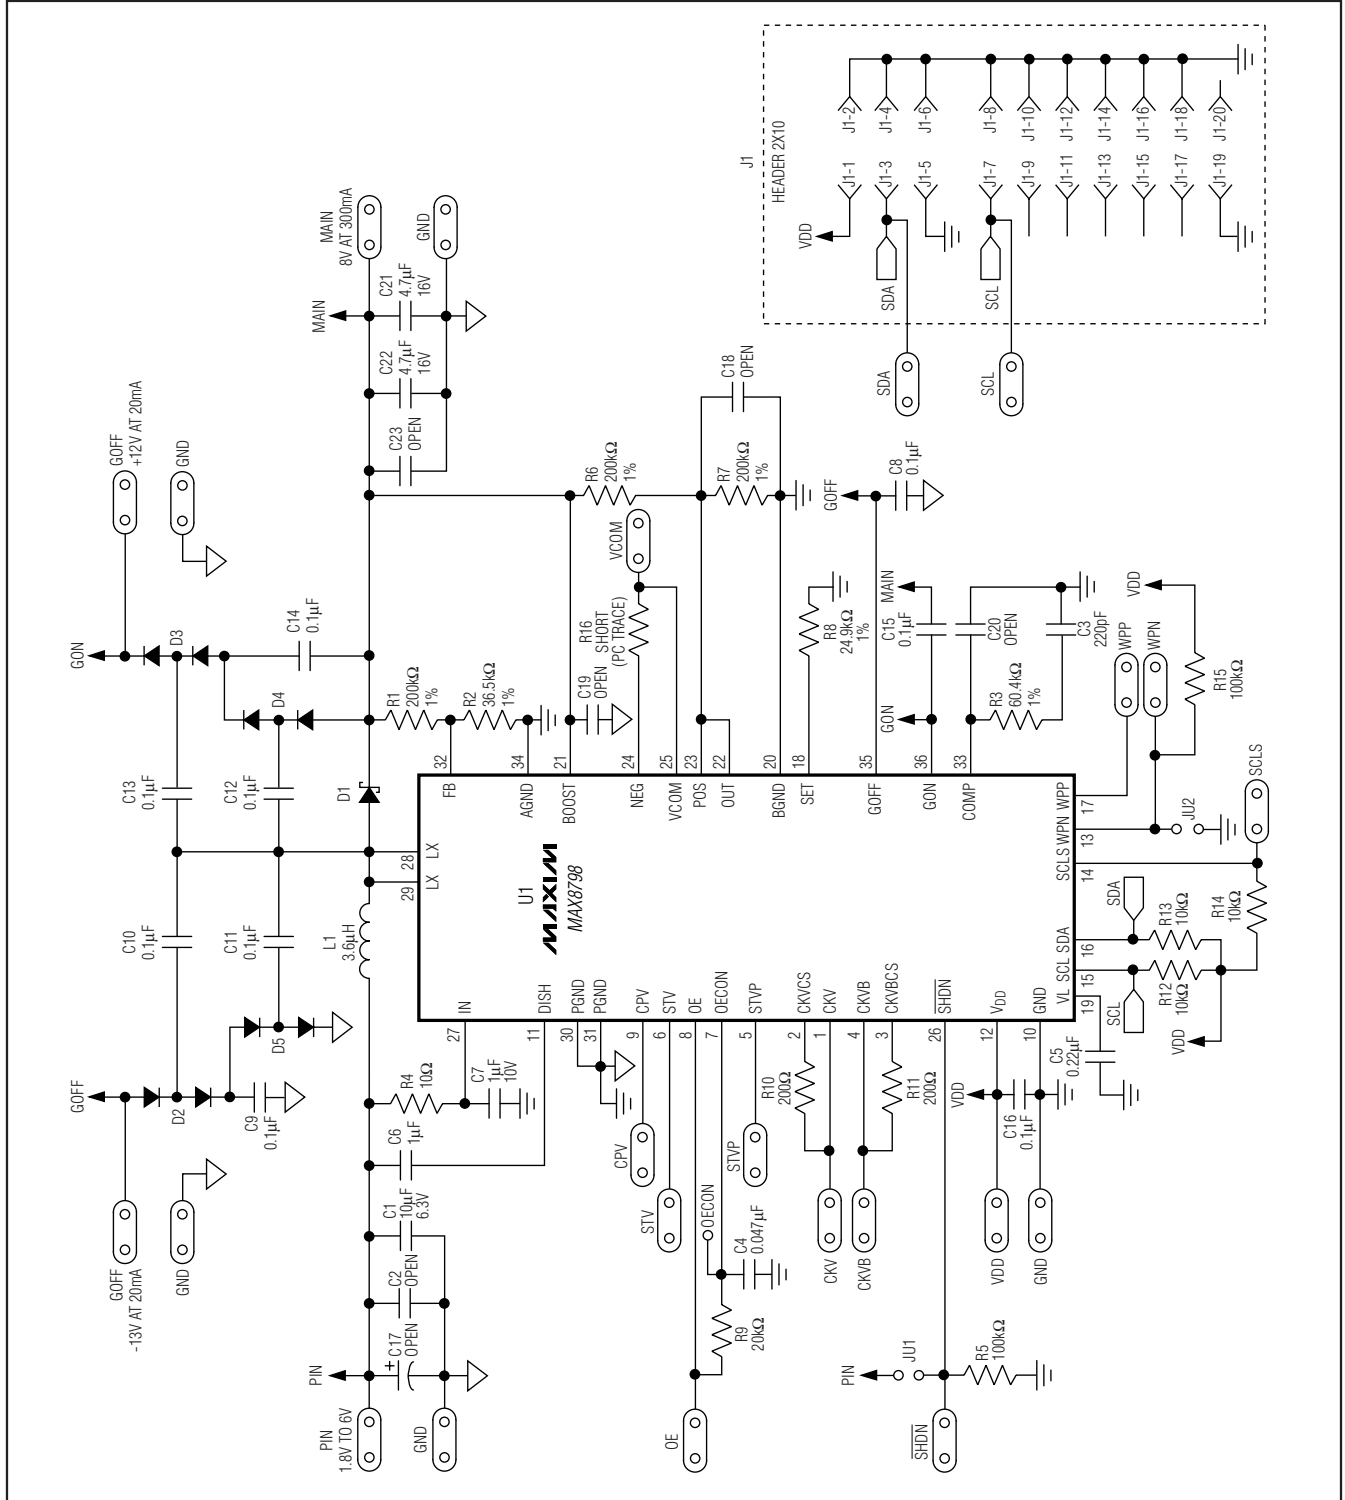 J1
HEADER 2X10
VDD
J1-1
J1-2
J1-3
J1-4
J1-5
J1-6
J1-7
J1-8
J1-9
J1-10
J1-11
J1-12
J1-13
J1-14
J1-15
J1-16
J1-17
J1-18
J1-19
J1-20
SDA
SCL
SDA
SCL
MAIN
8V AT 300mA
GND
MAIN
C21
4.7µF
16V
C22
4.7µF
16V
C23
OPEN
GOFF
+12V AT 20mA
GND
GON
D3
C14
0.1µF
D4
C13
0.1µF
C12
0.1µF
D1
C10
0.1µF
C11
0.1µF
L1
3.6µH
D5
GOFF
D2
C9
0.1µF
GOFF
-13V AT 20mA
GND
PIN
1.8V TO 6V
GND
PIN
C17
OPEN
+
C2
OPEN
C1
10µF
6.3V
C6
1µF
R4
10Ω
C7
1µF
10V
R1
200kΩ
1%
R2
36.5kΩ
1%
C19
OPEN
R16
SHORT
(PC TRACE)
VCOM
R6
200kΩ
1%
R7
200kΩ
1%
C18
OPEN
R8
24.9kΩ
1%
GOFF
C8
0.1µF
C15
0.1µF
MAIN
GON
C20
OPEN
R3
60.4kΩ
1%
C3
220pF
VDD
WPP
WPN
R15
100kΩ
JU2
SCLS
U1
MAXIM
MAX8798
28
LX
29
LX
32
FB
34
AGND
21
BOOST
24
NEG
25
VCOM
23
POS
22
OUT
20
BGND
18
SET
35
GOFF
36
GON
33
COMP
17
WPP
13
WPN
14
SCLS
16
SDA
15
SCL
19
VL
27
IN
11
DISH
30
PGND
31
PGND
9
CPV
6
STV
8
OE
7
OECON
5
STVP
2
CKVCS
1
CKV
4
CKVB
3
CKVBCS
26
SHDN
12
VDD
10
GND
SDA
R13
10kΩ
R14
10kΩ
SCL
R12
10kΩ
VDD
C5
0.22µF
CPV
STV
STVP
OECON
C4
0.047µF
R9
20kΩ
OE
R10
200Ω
R11
200Ω
CKV
CKVB
VDD
C16
0.1µF
VDD
GND
PIN
JU1
R5
100kΩ
SHDN